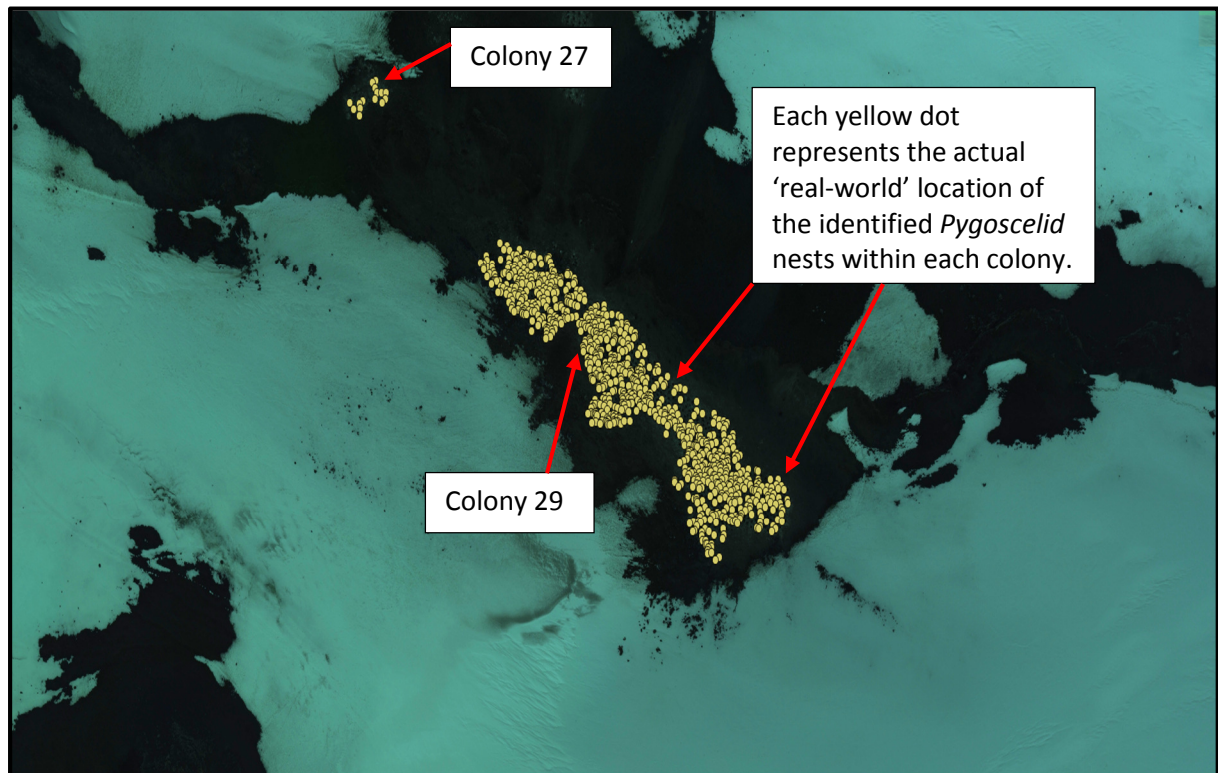 Colony 27
Each yellow dot
represents the actual
‘real-world’ location of
the identified Pygoscelid
nests within each colony.
Colony 29